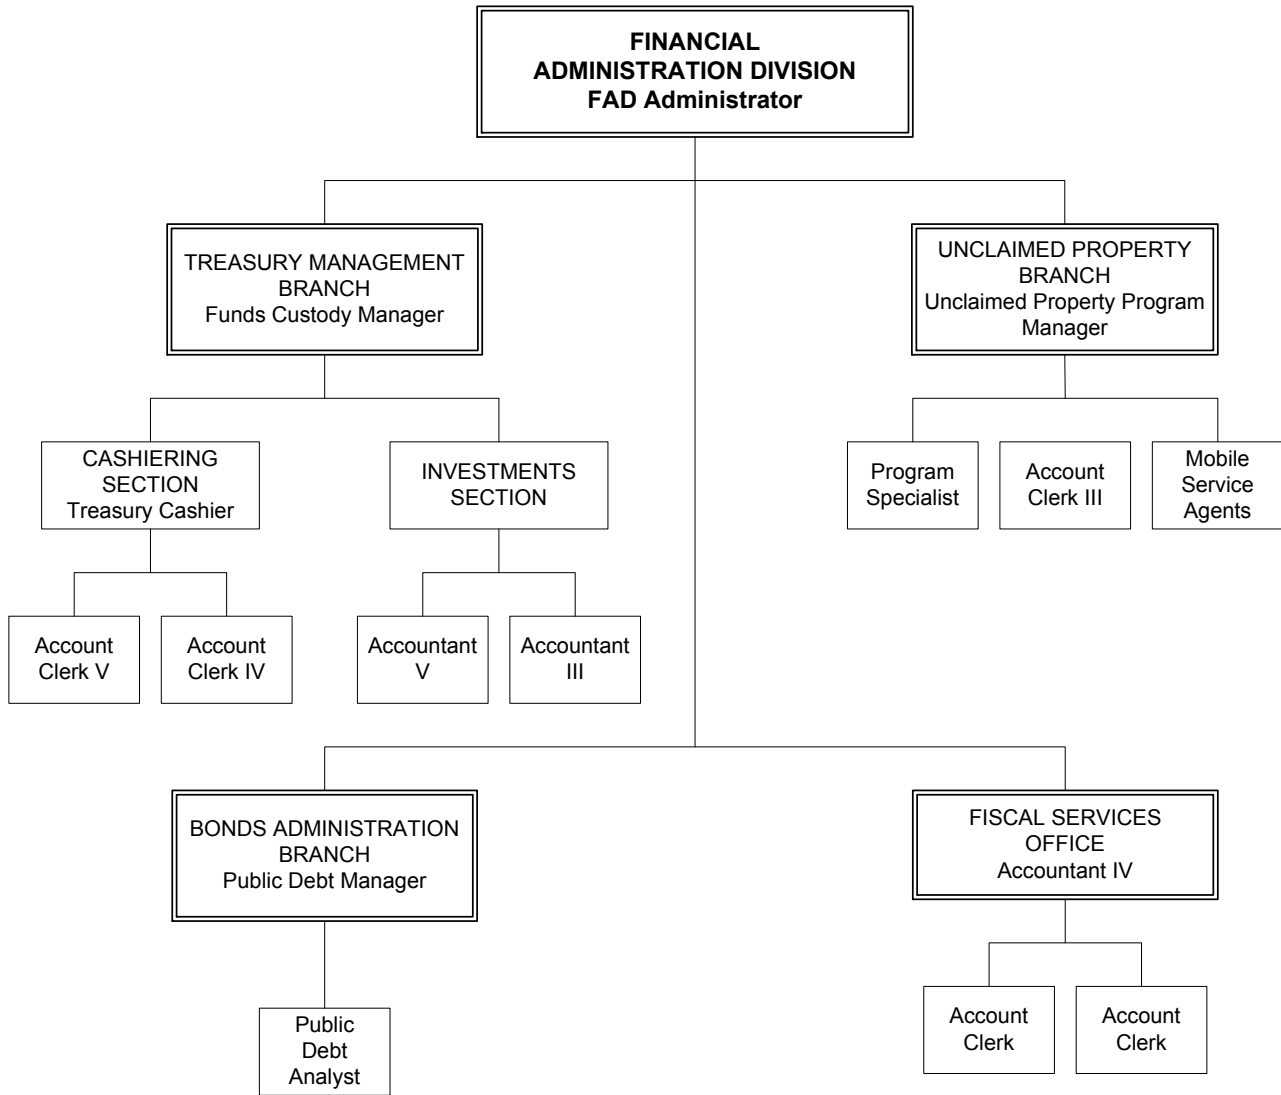 FINANCIAL
ADMINISTRATION DIVISION
FAD Administrator
TREASURY MANAGEMENT
BRANCH
Funds Custody Manager
UNCLAIMED PROPERTY
BRANCH
Unclaimed Property Program
Manager
CASHIERING
SECTION
Treasury Cashier
INVESTMENTS
SECTION
Program
Specialist
Account
Clerk III
Mobile
Service
Agents
Account
Clerk V
Account
Clerk IV
Accountant
V
Accountant
III
BONDS ADMINISTRATION
BRANCH
Public Debt Manager
FISCAL SERVICES
OFFICE
Accountant IV
Public
Debt
Analyst
Account
Clerk
Account
Clerk